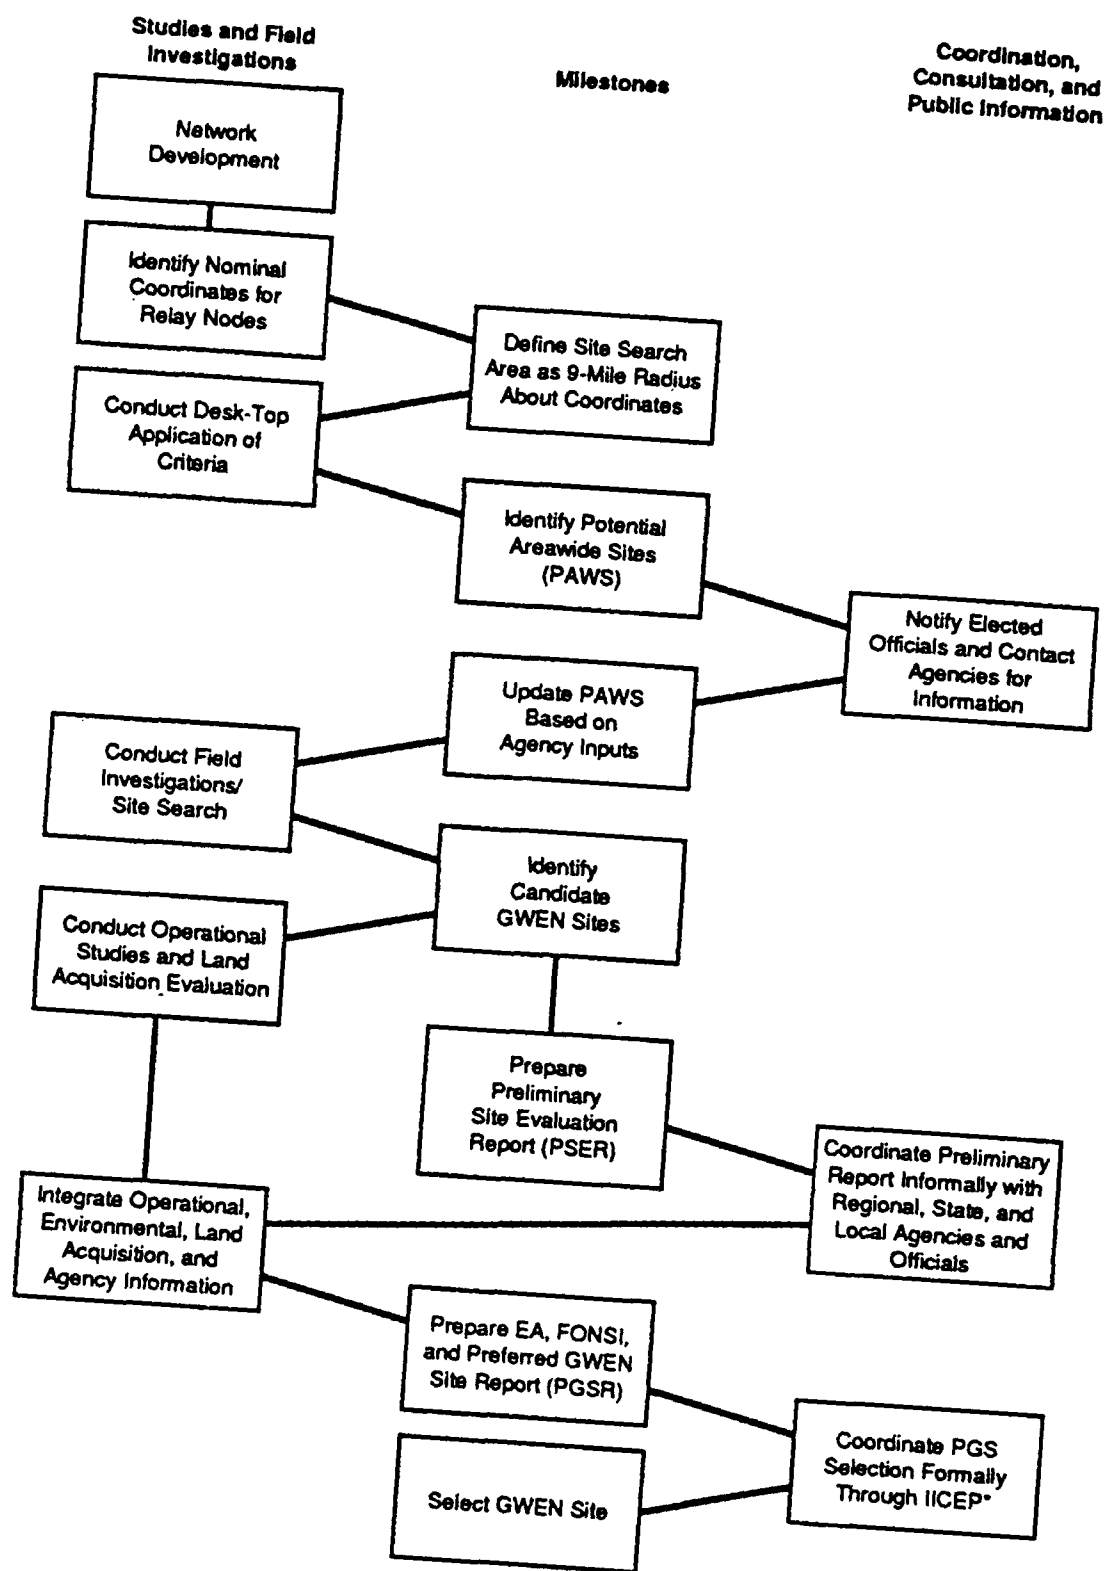 Studies and Field
Investigations
Milestones
Coordination,
Consultation, and
Public Information
Network
Development
Identify Nominal
Coordinates for
Relay Nodes
Define Site Search
Area as 9-Mile Radius
About Coordinates
Conduct Desk-Top
Application of
Criteria
Identify Potential
Areawide Sites
(PAWS)
Notify Elected
Officials and Contact
Agencies for
Information
Update PAWS
Based on
Agency Inputs
Conduct Field
Investigations/
Site Search
Identify
Candidate
GWEN Sites
Conduct Operational
Studies and Land
Acquisition Evaluation
Prepare
Preliminary
Site Evaluation
Report (PSER)
Coordinate Preliminary
Report Informally with
Regional, State, and
Local Agencies and
Officials
Integrate Operational,
Environmental, Land
Acquisition, and
Agency Information
Prepare EA, FONSI,
and Preferred GWEN
Site Report (PGSR)
Coordinate PGS
Selection Formally
Through IICEP*
Select GWEN Site